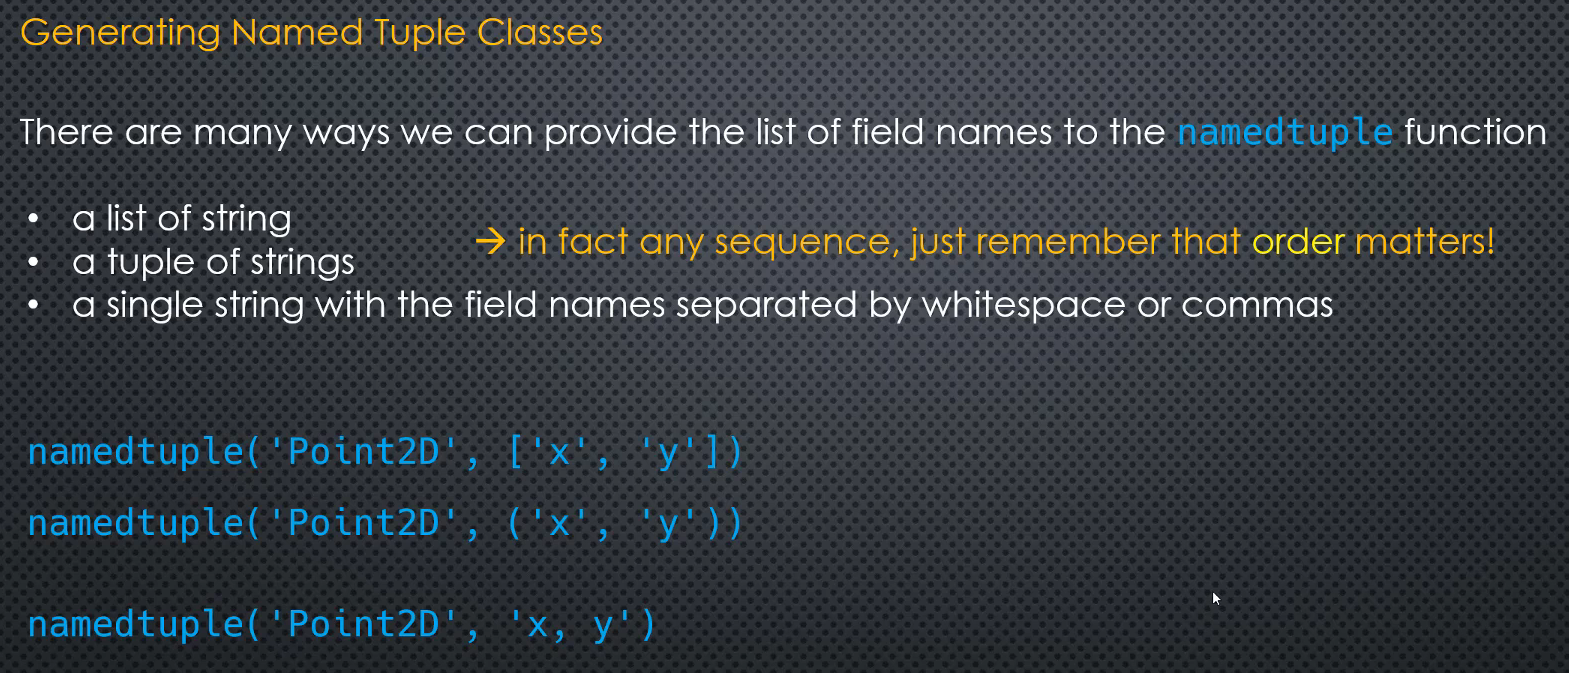 Generating Named Tuple Classes
There are many ways we can provide the list of field names to the namedtuple function
• a list of string
• a tuple of strings
→ in fact any sequence, just remember that order matters!
• a single string with the field names separated by whitespace or commas
namedtuple('Point2D', ['x', 'y'])
namedtuple('Point2D', ('x', 'y'))
namedtuple('Point2D', 'x, y')